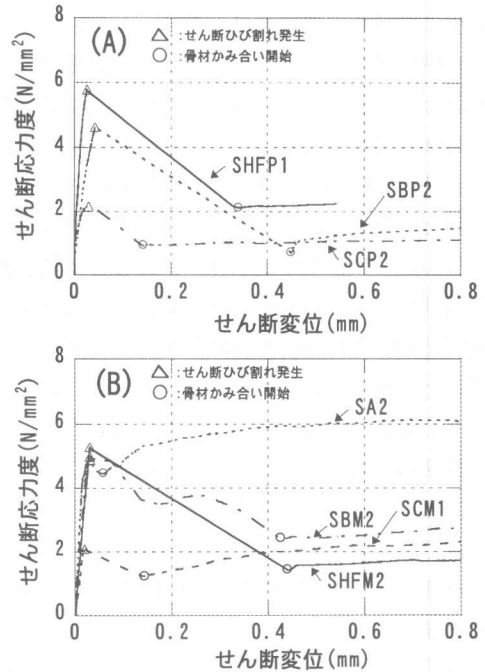 (A)
△ :せん断ひび割れ発生
○ :骨材かみ合い開始
せん断応力度(N/mm²)
8
6
4
2
0
SHFP1
SBP2
SCP2
0
0.2
0.4
0.6
0.8
せん断変位(mm)
(B)
△ :せん断ひび割れ発生
○ :骨材かみ合い開始
せん断応力度(N/mm²)
8
6
4
2
0
SA2
SCM1
SBM2
SHFM2
0
0.2
0.4
0.6
0.8
せん断変位(mm)